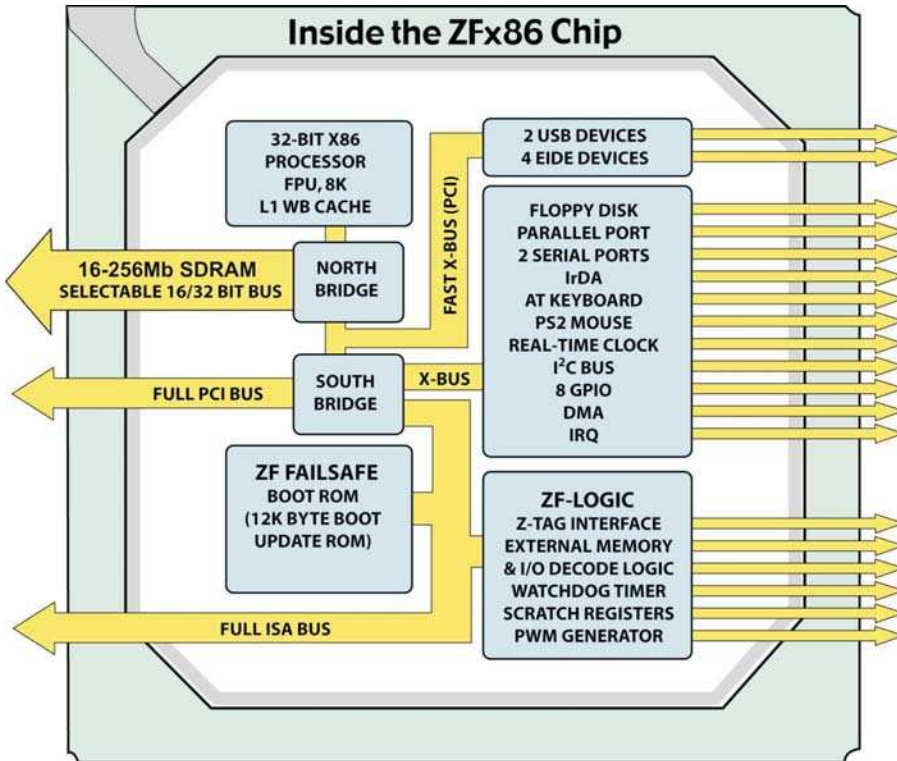 Inside the ZFx86 Chip
32-BIT X86
PROCESSOR
FPU, 8K
L1 WB CACHE
2 USB DEVICES
4 EIDE DEVICES
FAST X-BUS (PCI)
16-256Mb SDRAM
SELECTABLE 16/32 BIT BUS
NORTH
BRIDGE
FLOPPY DISK
PARALLEL PORT
2 SERIAL PORTS
IrDA
AT KEYBOARD
PS2 MOUSE
REAL-TIME CLOCK
I²C BUS
8 GPIO
DMA
IRQ
FULL PCI BUS
SOUTH
BRIDGE
X-BUS
ZF FAILSAFE
BOOT ROM
(12K BYTE BOOT
UPDATE ROM)
ZF-LOGIC
Z-TAG INTERFACE
EXTERNAL MEMORY
& I/O DECODE LOGIC
WATCHDOG TIMER
SCRATCH REGISTERS
PWM GENERATOR
FULL ISA BUS